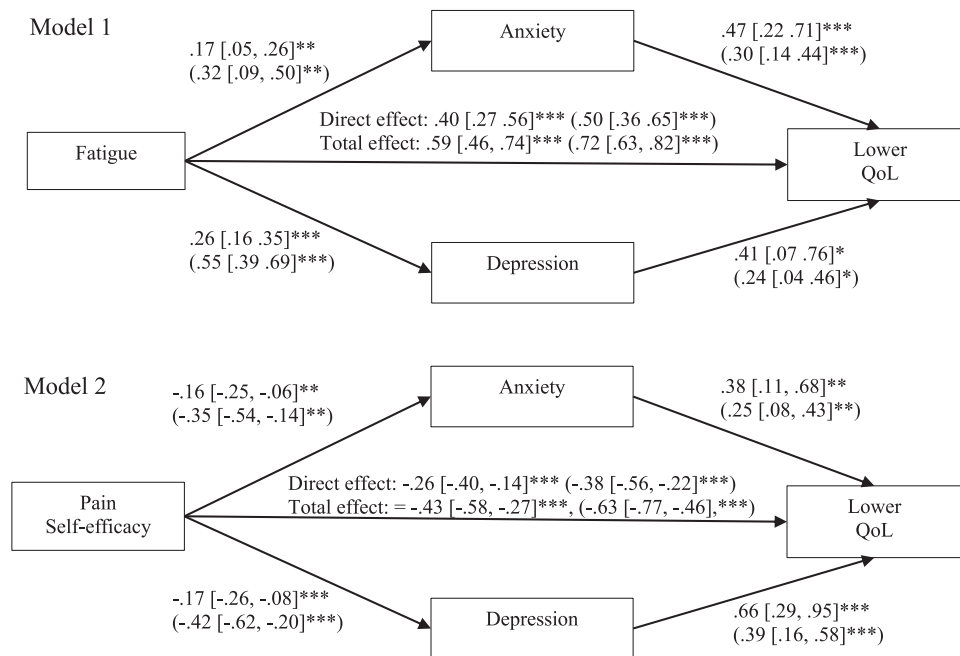 Model 1
.17 [.05, .26]**
(.32 [.09, .50]**)
Anxiety
.47 [.22 .71]***
(.30 [.14 .44]***)
Direct effect: .40 [.27 .56]*** (.50 [.36 .65]***)
Total effect: .59 [.46, .74]*** (.72 [.63, .82]***)
Fatigue
Lower
QoL
.26 [.16 .35]***
(.55 [.39 .69]***)
Depression
.41 [.07 .76]*
(.24 [.04 .46]*)
Model 2
-.16 [-.25, -.06]**
(-.35 [-.54, -.14]**)
Anxiety
.38 [.11, .68]**
(.25 [.08, .43]**)
Direct effect: -.26 [-.40, -.14]*** (-.38 [-.56, -.22]***)
Total effect: = -.43 [-.58, -.27]***, (-.63 [-.77, -.46],***)
Pain
Self-efficacy
Lower
QoL
-.17 [-.26, -.08]***
(-.42 [-.62, -.20]***)
Depression
.66 [.29, .95]***
(.39 [.16, .58]***)